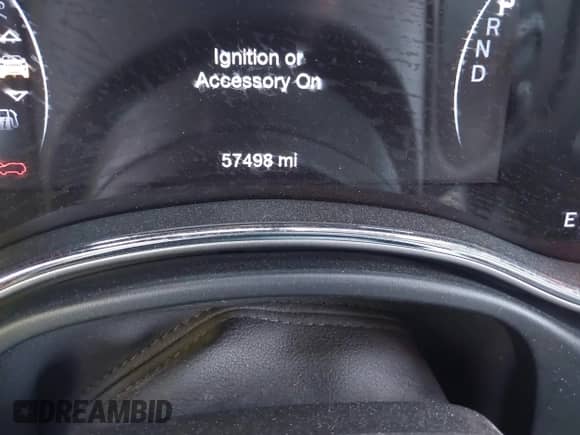 R
N
D
Ignition or
Accessory On
57498 mi
E
DREAMBID